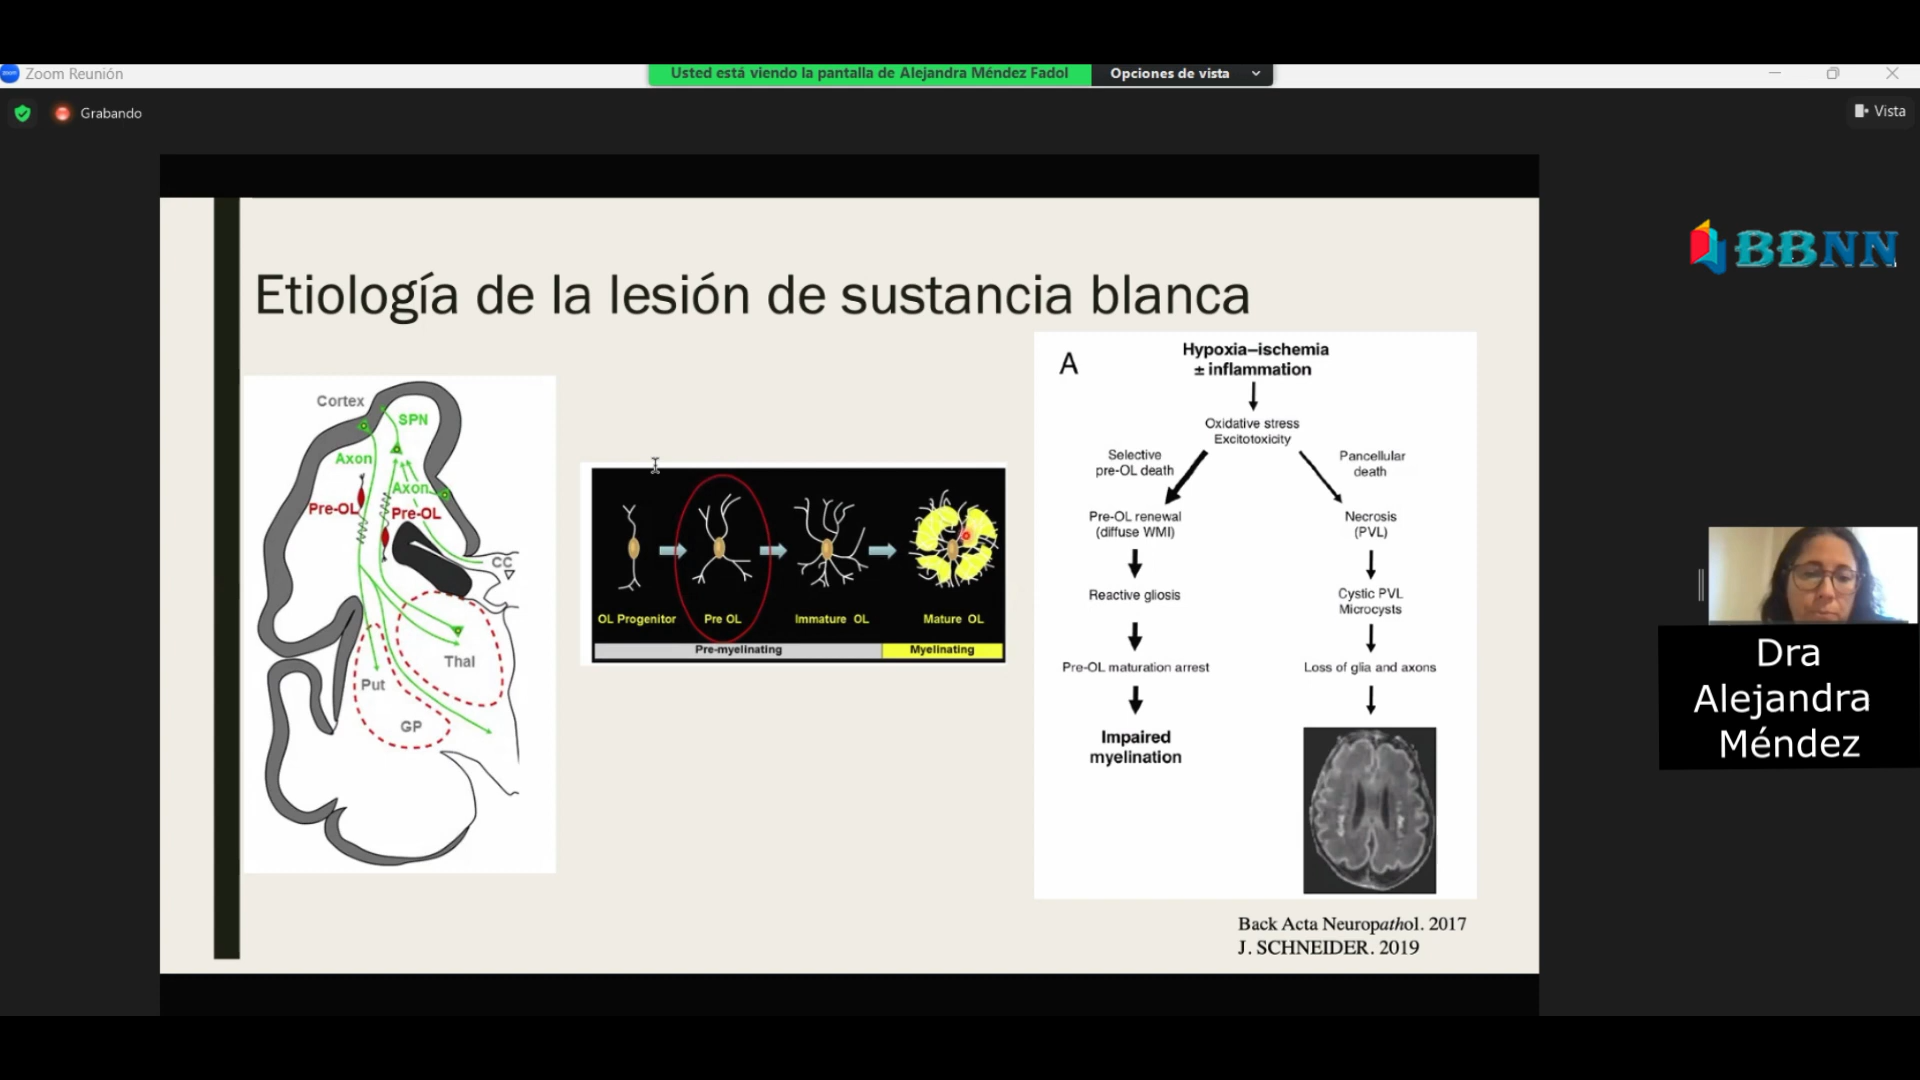 Zoom Reunión
Usted está viendo la pantalla de Alejandra Méndez Fadol
Opciones de vista
Grabando
Vista
BBNN
Etiología de la lesión de sustancia blanca
Cortex
SPN
Axon
Axon
Pre-OL
Pre-OL
CC
Thal
Put
GP
OL Progenitor
Pre OL
Immature OL
Mature OL
Pre-myelinating
Myelinating
A
Hypoxia–ischemia
± inflammation
Oxidative stress
Excitotoxicity
Selective
pre-OL death
Pancellular
death
Pre-OL renewal
(diffuse WMI)
Necrosis
(PVL)
Reactive gliosis
Cystic PVL
Microcysts
Pre-OL maturation arrest
Loss of glia and axons
Impaired
myelination
Back Acta Neuropathol. 2017
J. SCHNEIDER. 2019
Dra
Alejandra
Méndez